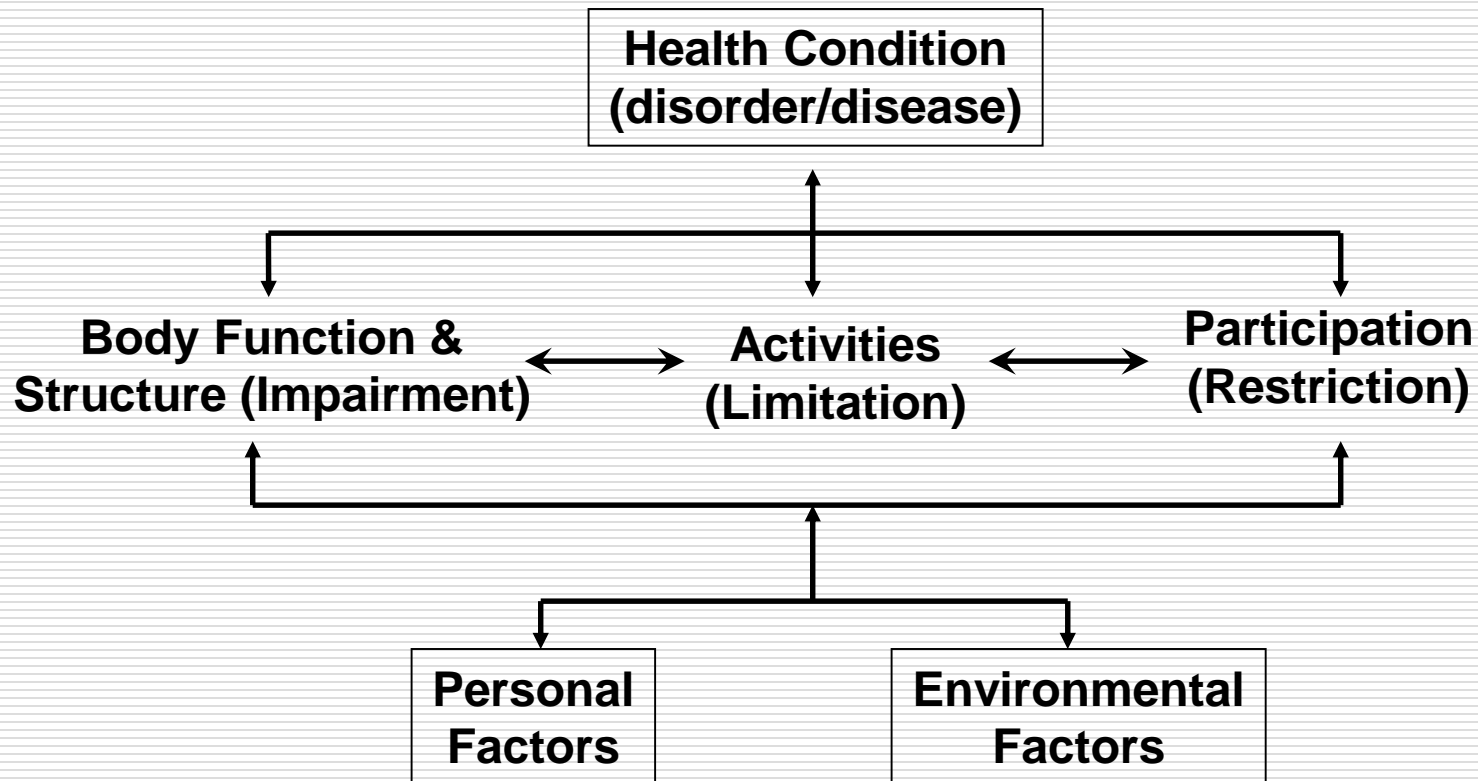 Health Condition
(disorder/disease)
Body Function &
Structure (Impairment)
Activities
(Limitation)
Participation
(Restriction)
Personal
Factors
Environmental
Factors